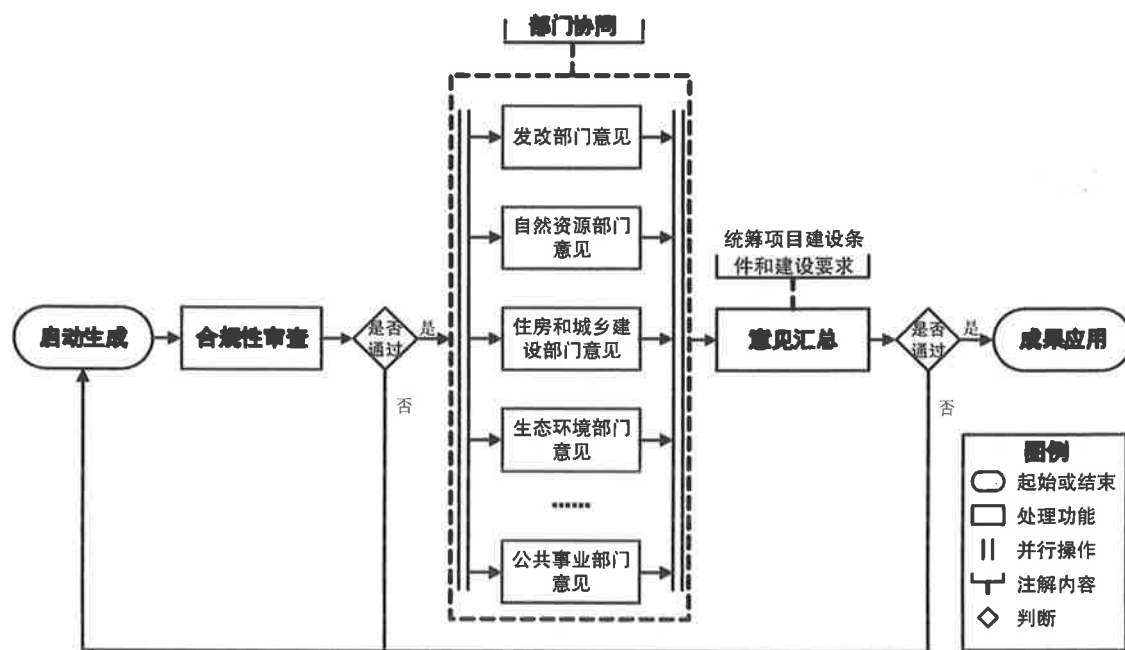 部门协同
发改部门意见
自然资源部门
意见
统筹项目建设条
件和建设要求
启动生成
合规性审查
是否
通过
是
住房和城乡建
设部门意见
意见汇总
是否
通过
是
成果应用
否
否
生态环境部门
意见
······
公共事业部门
意见
图例
起始或结束
处理功能
并行操作
注解内容
判断